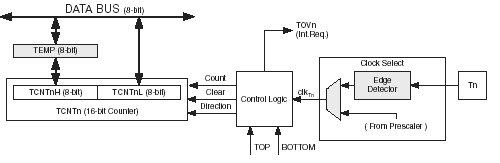 DATA BUS (8-bit)
TOVn
(Int.Req.)
TEMP (8-bit)
Clock Select
Count
Edge
Detector
Tn
TCNTnH (8-bit)
TCNTnL (8-bit)
Clear
Control Logic
clkTn
TCNTn (16-bit Counter)
Direction
( From Prescaler )
TOP
BOTTOM